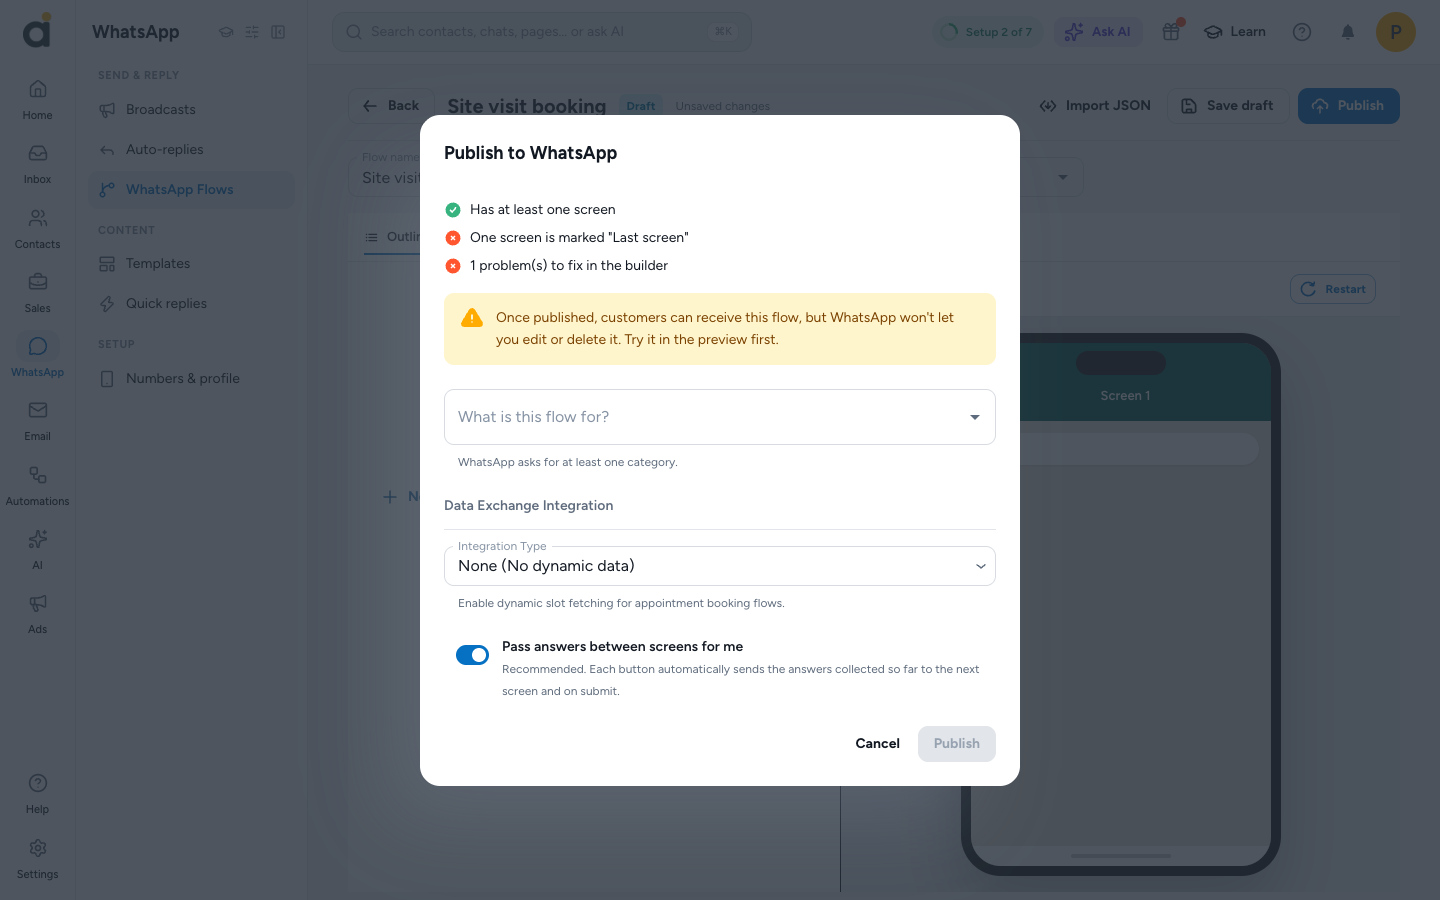 WhatsApp
Search contacts, chats, pages... or ask AI
⌘K
Setup 2 of 7
Ask AI
Learn
P
Home
Inbox
Contacts
Sales
WhatsApp
Email
Automations
AI
Ads
Help
Settings
SEND & REPLY
Broadcasts
Auto-replies
WhatsApp Flows
CONTENT
Templates
Quick replies
SETUP
Numbers & profile
Back
Site visit booking
Draft
Unsaved changes
Import JSON
Save draft
Publish
Flow name
Site visit
Restart
Screen 1
Publish to WhatsApp
Has at least one screen
One screen is marked "Last screen"
1 problem(s) to fix in the builder
Once published, customers can receive this flow, but WhatsApp won't let
you edit or delete it. Try it in the preview first.
What is this flow for?
WhatsApp asks for at least one category.
Data Exchange Integration
Integration Type
None (No dynamic data)
Enable dynamic slot fetching for appointment booking flows.
Pass answers between screens for me
Recommended. Each button automatically sends the answers collected so far to the next
screen and on submit.
Cancel
Publish